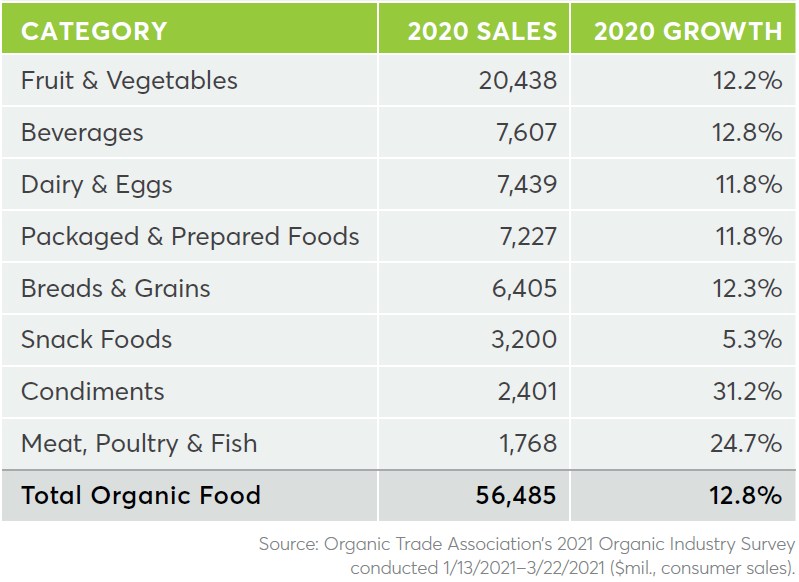 CATEGORY 2020 SALES 2020 GROWTH
Fruit & Vegetables 20,438 12.2%
Beverages 7,607 12.8%
Dairy & Eggs 7,439 11.8%
Packaged & Prepared Foods 7,227 11.8%
Breads & Grains 6,405 12.3%
Snack Foods 3,200 5.3%
Condiments 2,401 31.2%
Meat, Poultry & Fish 1,768 24.7%
Total Organic Food 56,485 12.8%
Source: Organic Trade Association’s 2021 Organic Industry Survey
conducted 1/13/2021–3/22/2021 ($mil., consumer sales).